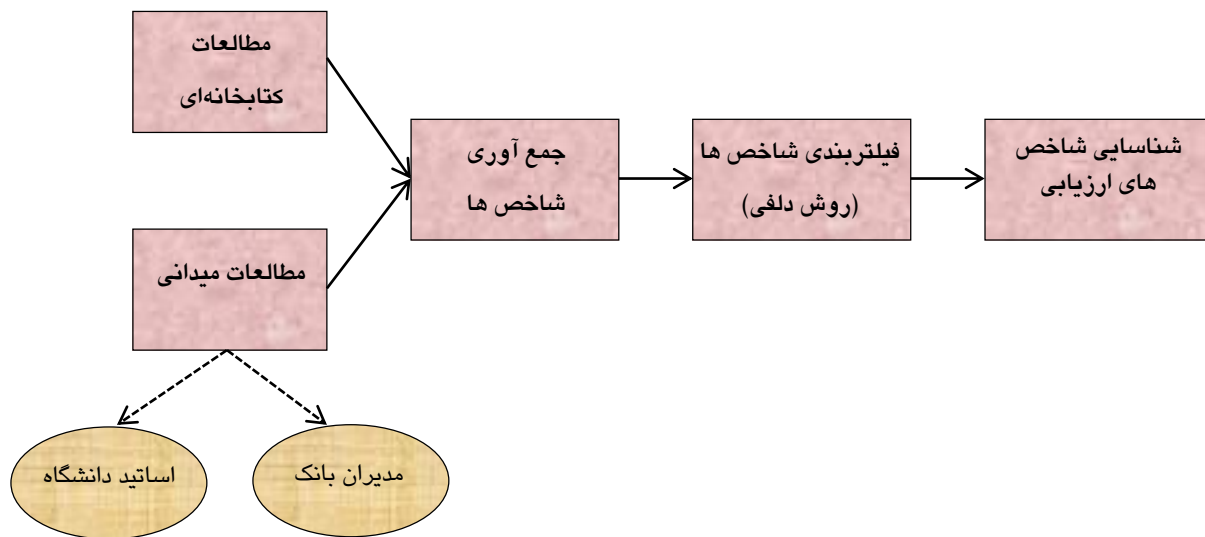 مطالعات
کتابخانه‌ای
جمع آوری
شاخص ها
فیلتربندی شاخص ها
(روش دلفی)
شناسایی شاخص
های ارزیابی
مطالعات میدانی
اساتید دانشگاه
مدیران بانک